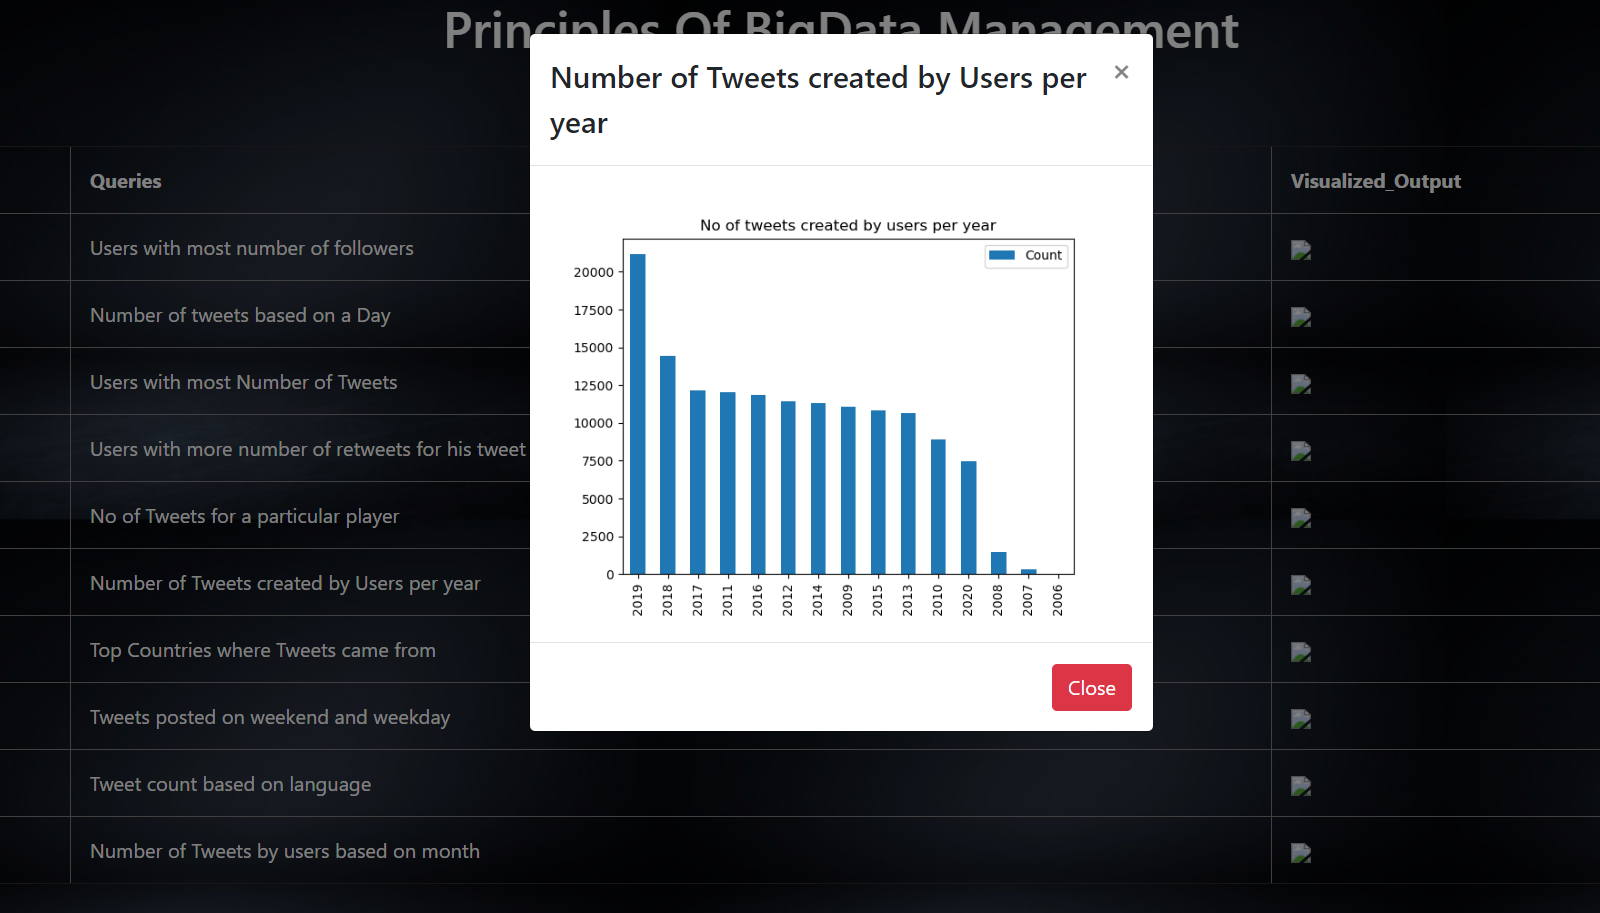 Principles Of BigData Management
Number of Tweets created by Users per
year
×
No of tweets created by users per year
Count
20000
17500
15000
12500
10000
7500
5000
2500
0
2019 2018 2017 2011 2016 2012 2014 2009 2015 2013 2010 2020 2008 2007 2006
Close
Queries
Visualized_Output
Users with most number of followers
Number of tweets based on a Day
Users with most Number of Tweets
Users with more number of retweets for his tweet
No of Tweets for a particular player
Number of Tweets created by Users per year
Top Countries where Tweets came from
Tweets posted on weekend and weekday
Tweet count based on language
Number of Tweets by users based on month